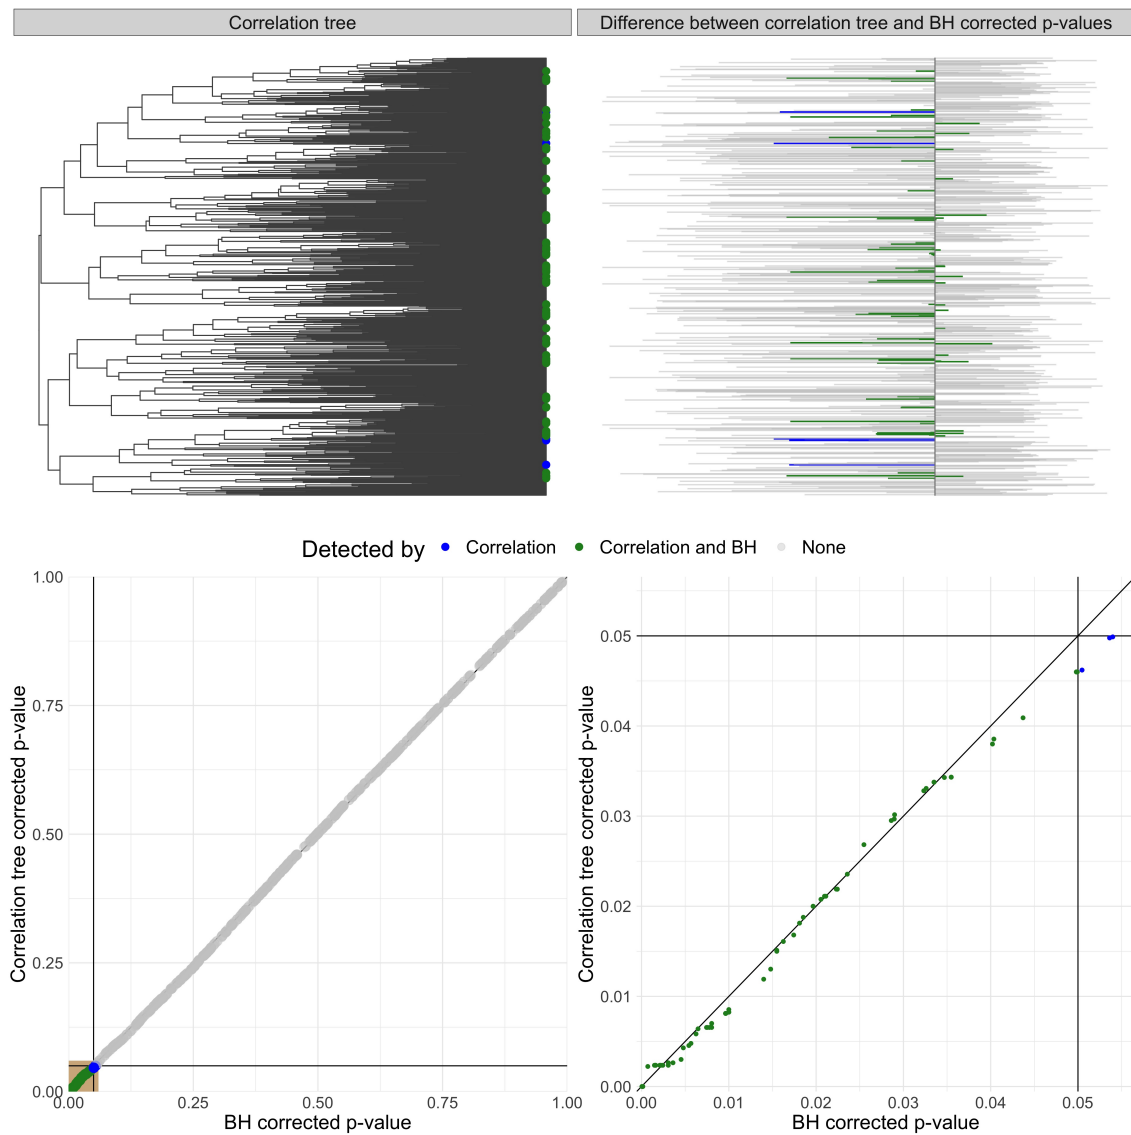 Correlation tree
Difference between correlation tree and BH corrected p-values
Detected by Correlation Correlation and BH None
1.00
0.75
0.50
0.25
0.00
Correlation tree corrected p-value
0.00 0.25 0.50 0.75 1.00
BH corrected p-value
0.05
0.04
0.03
0.02
0.01
0.00
Correlation tree corrected p-value
0.00 0.01 0.02 0.03 0.04 0.05
BH corrected p-value